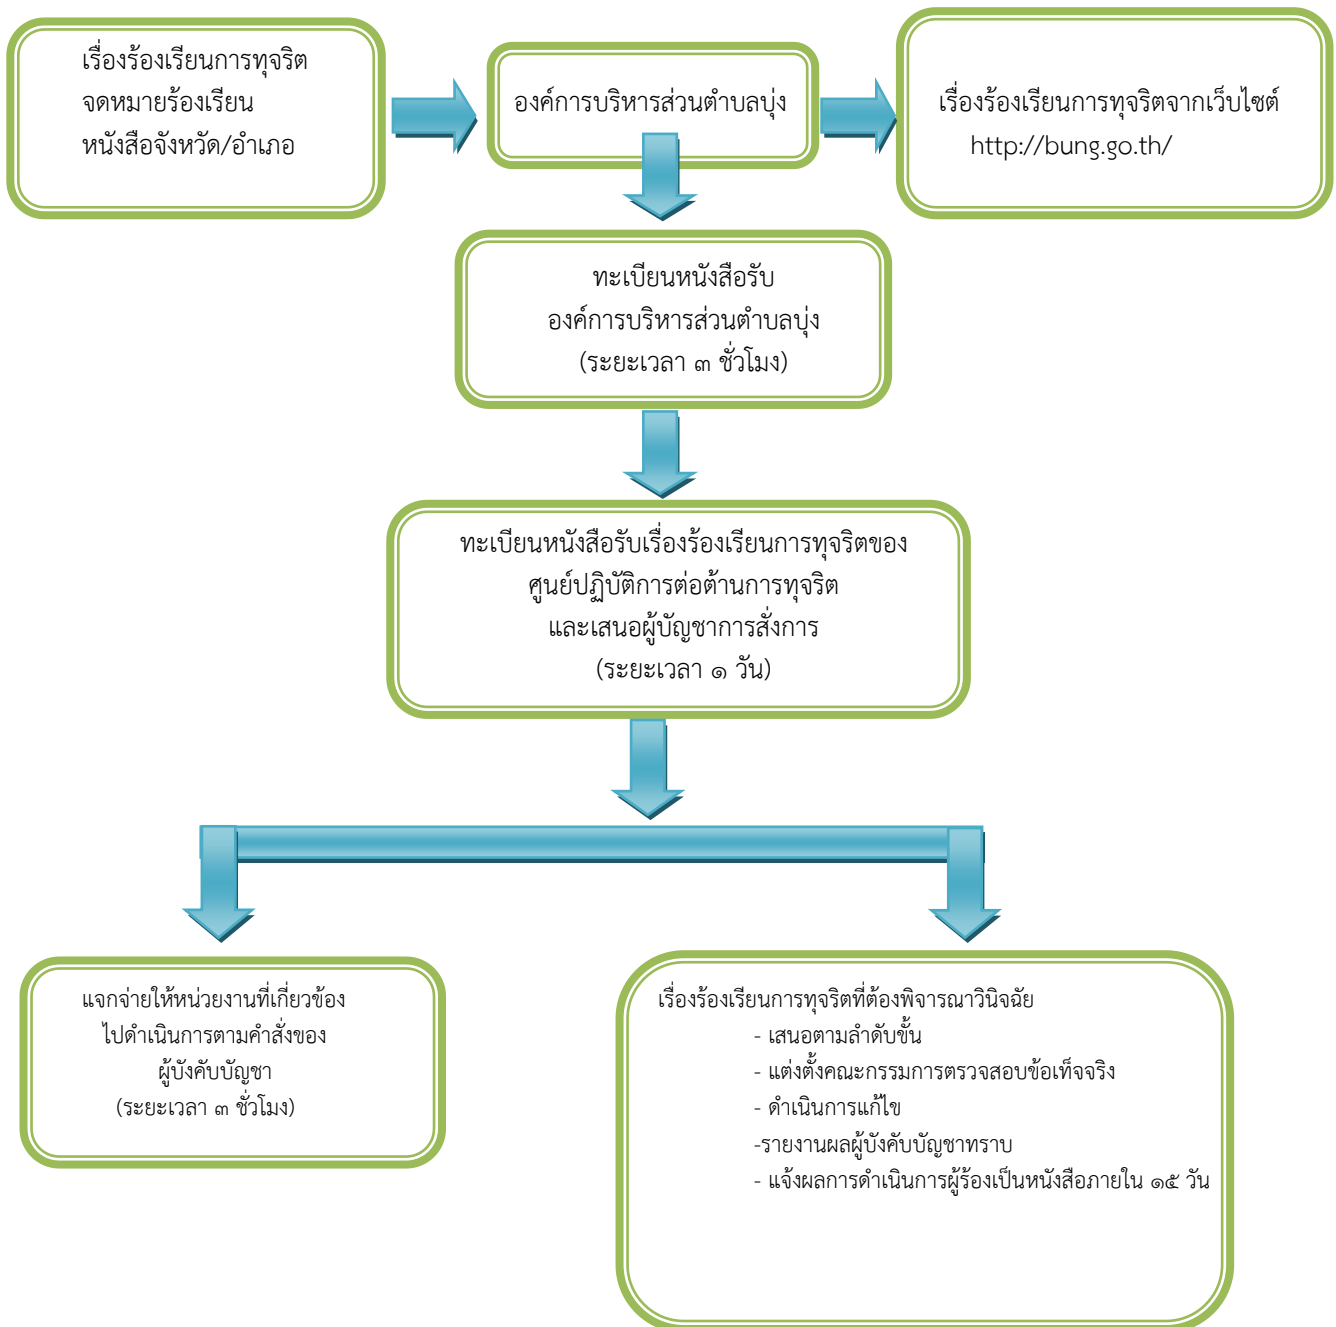 เรื่องร้องเรียนการทุจริต
จดหมายร้องเรียน
หนังสือจังหวัด/อำเภอ
องค์การบริหารส่วนตำบลบุ่ง
เรื่องร้องเรียนการทุจริตจากเว็บไซต์
http://bung.go.th/
ทะเบียนหนังสือรับ
องค์การบริหารส่วนตำบลบุ่ง
(ระยะเวลา ๓ ชั่วโมง)
ทะเบียนหนังสือรับเรื่องร้องเรียนการทุจริตของ
ศูนย์ปฏิบัติการต่อต้านการทุจริต
และเสนอผู้บัญชาการสั่งการ
(ระยะเวลา ๑ วัน)
แจกจ่ายให้หน่วยงานที่เกี่ยวข้อง
ไปดำเนินการตามคำสั่งของ
ผู้บังคับบัญชา
(ระยะเวลา ๓ ชั่วโมง)
เรื่องร้องเรียนการทุจริตที่ต้องพิจารณาวินิจฉัย
- เสนอตามลำดับขั้น
- แต่งตั้งคณะกรรมการตรวจสอบข้อเท็จจริง
- ดำเนินการแก้ไข
-รายงานผลผู้บังคับบัญชาทราบ
- แจ้งผลการดำเนินการผู้ร้องเป็นหนังสือภายใน ๑๕ วัน